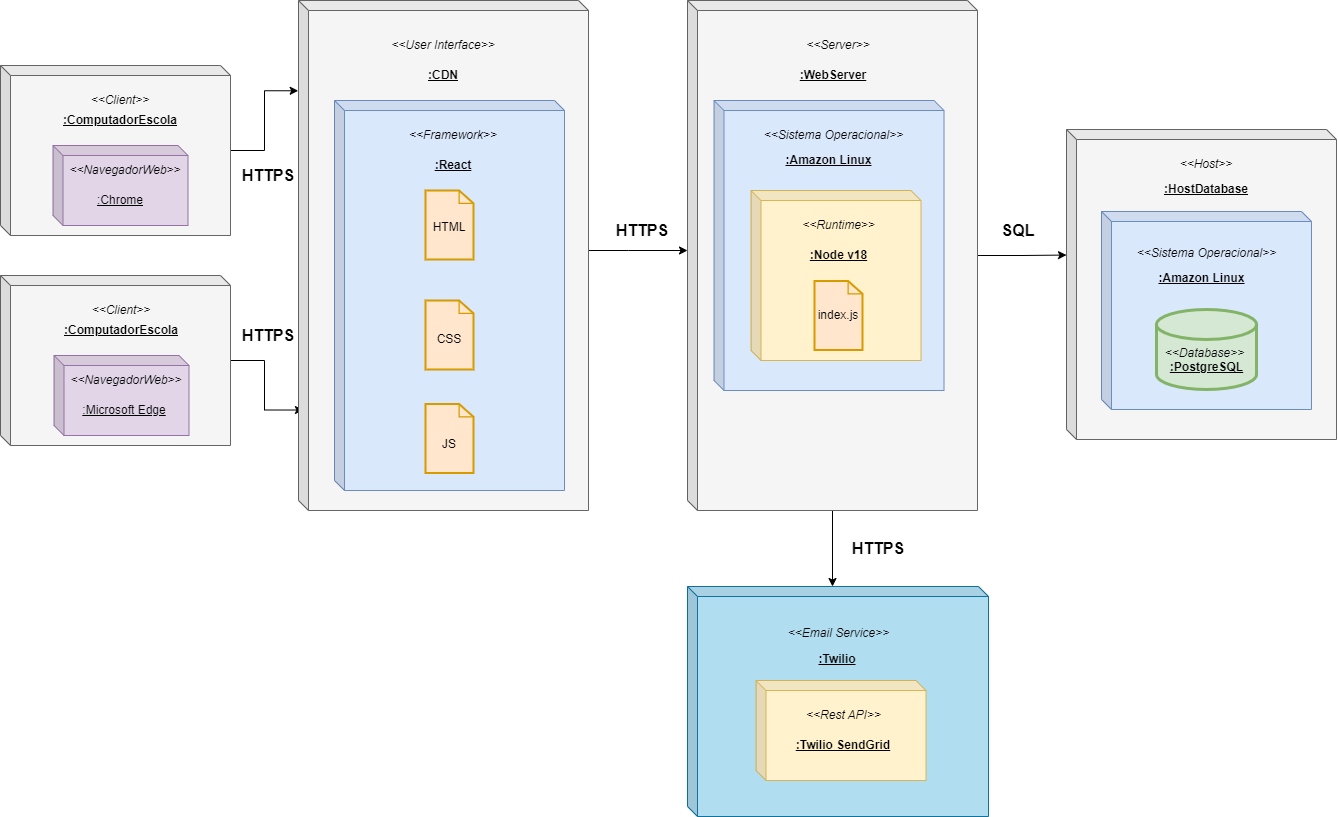 <<Client>>
:ComputadorEscola
<<NavegadorWeb>>
:Chrome
HTTPS
<<Client>>
:ComputadorEscola
<<NavegadorWeb>>
:Microsoft Edge
HTTPS
<<User Interface>>
:CDN
<<Framework>>
:React
HTML
CSS
JS
HTTPS
<<Server>>
:WebServer
<<Sistema Operacional>>
:Amazon Linux
<<Runtime>>
:Node v18
index.js
SQL
<<Host>>
:HostDatabase
<<Sistema Operacional>>
:Amazon Linux
<<Database>>
:PostgreSQL
HTTPS
<<Email Service>>
:Twilio
<<Rest API>>
:Twilio SendGrid